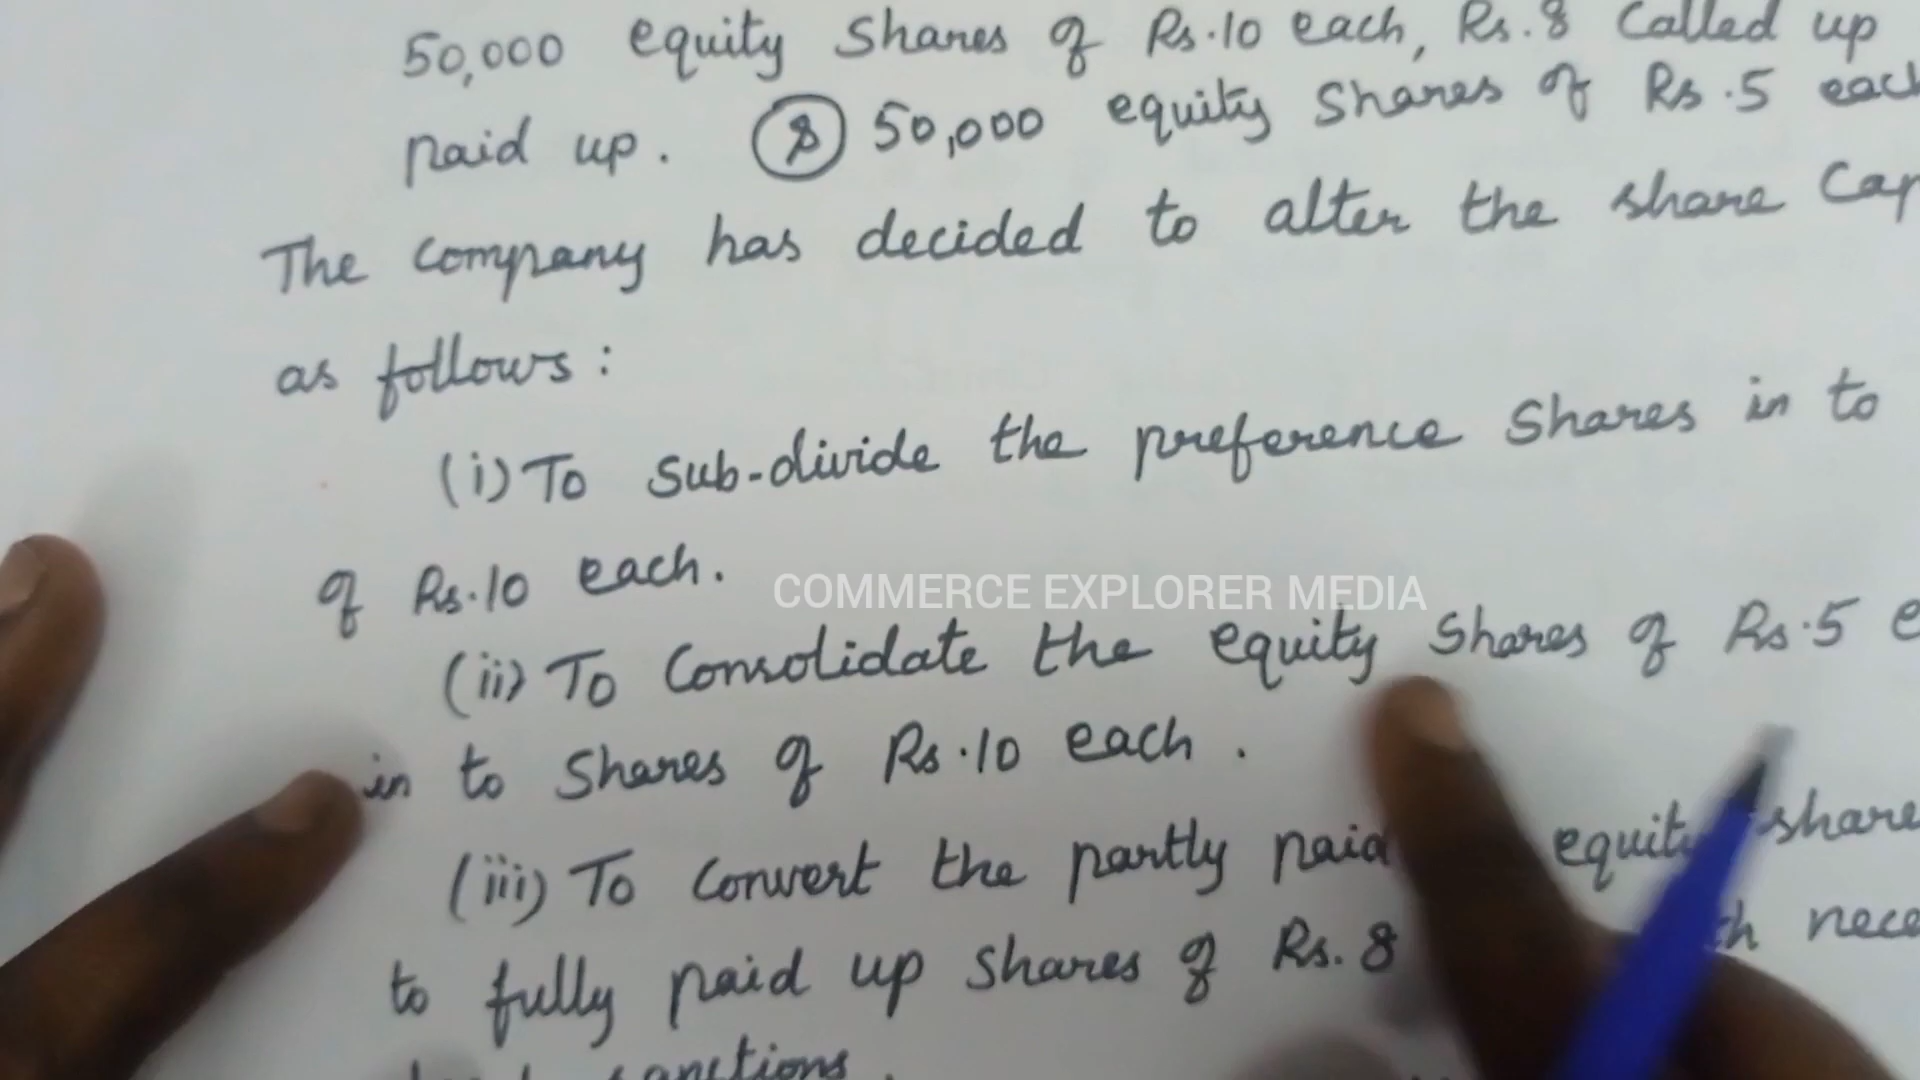 50,000 equity shares of Rs.10 each, Rs.8 Called up
paid up. & 50,000 equity shares of Rs.5 each
The company has decided to alter the share Cap
as follows:
(i) To sub-divide the preference Shares in to
of Rs.10 each.
COMMERCE EXPLORER MEDIA
(ii) To Consolidate the equity Shares of Rs.5 e
in to Shares of Rs.10 each.
(iii) To Convert the partly paid equity share
to fully paid up shares of Rs.8
sanctions.